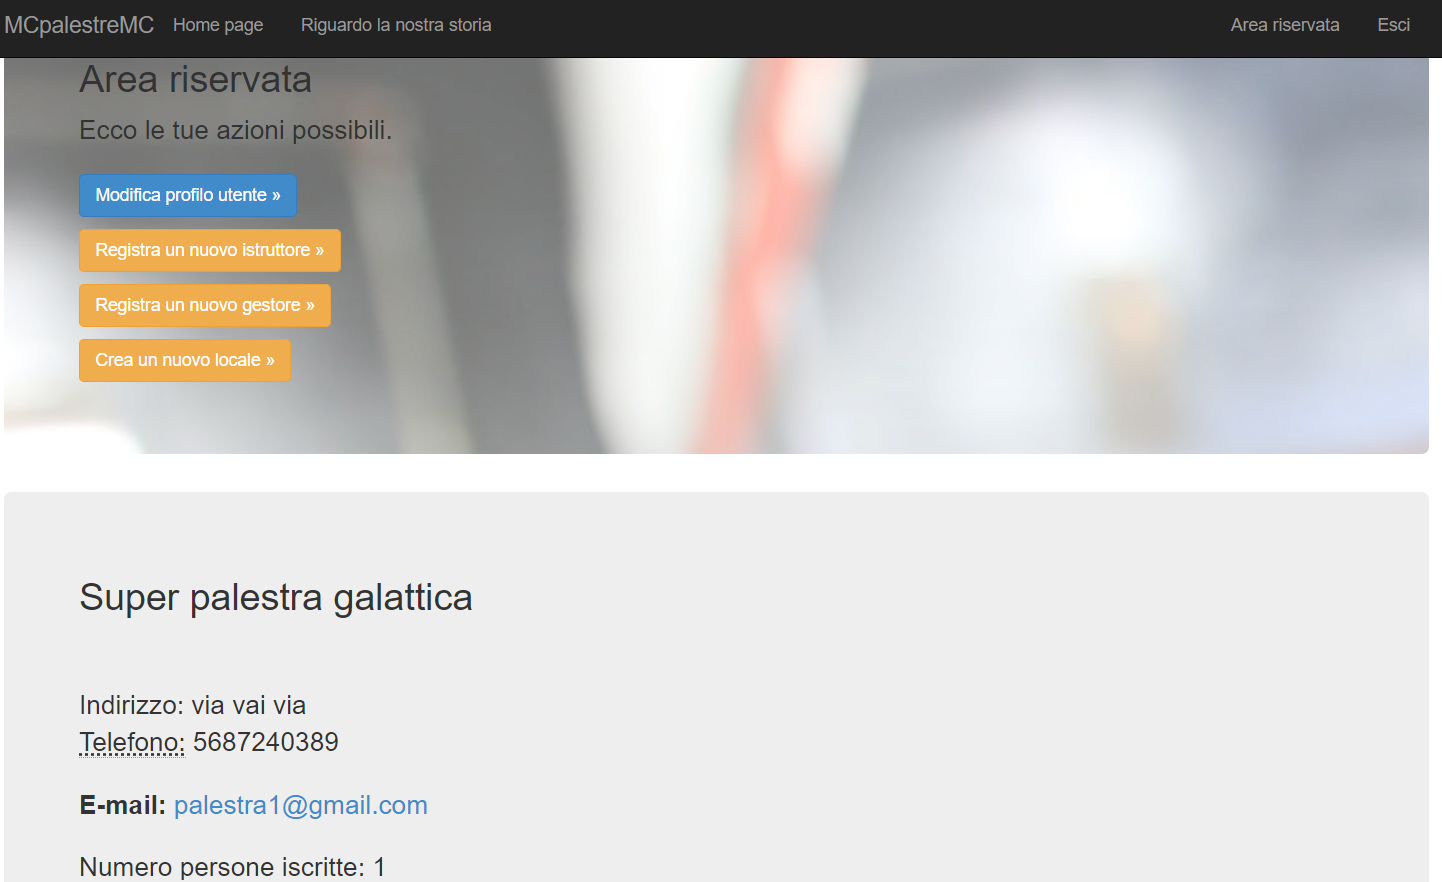 MCpalestreMC Home page Riguardo la nostra storia Area riservata Esci
Area riservata
Ecco le tue azioni possibili.
Modifica profilo utente »
Registra un nuovo istruttore »
Registra un nuovo gestore »
Crea un nuovo locale »
Super palestra galattica
Indirizzo: via vai via
Telefono: 5687240389
E-mail: palestra1@gmail.com
Numero persone iscritte: 1